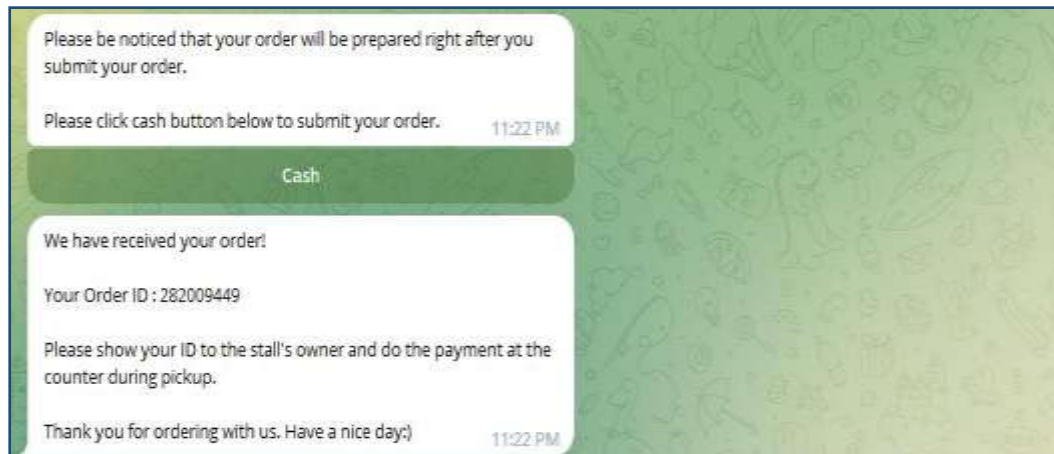 Please be noticed that your order will be prepared right after you
submit your order.
Please click cash button below to submit your order.
11:22 PM
Cash
We have received your order!
Your Order ID : 282009449
Please show your ID to the stall's owner and do the payment at the
counter during pickup.
Thank you for ordering with us. Have a nice day:)
11:22 PM